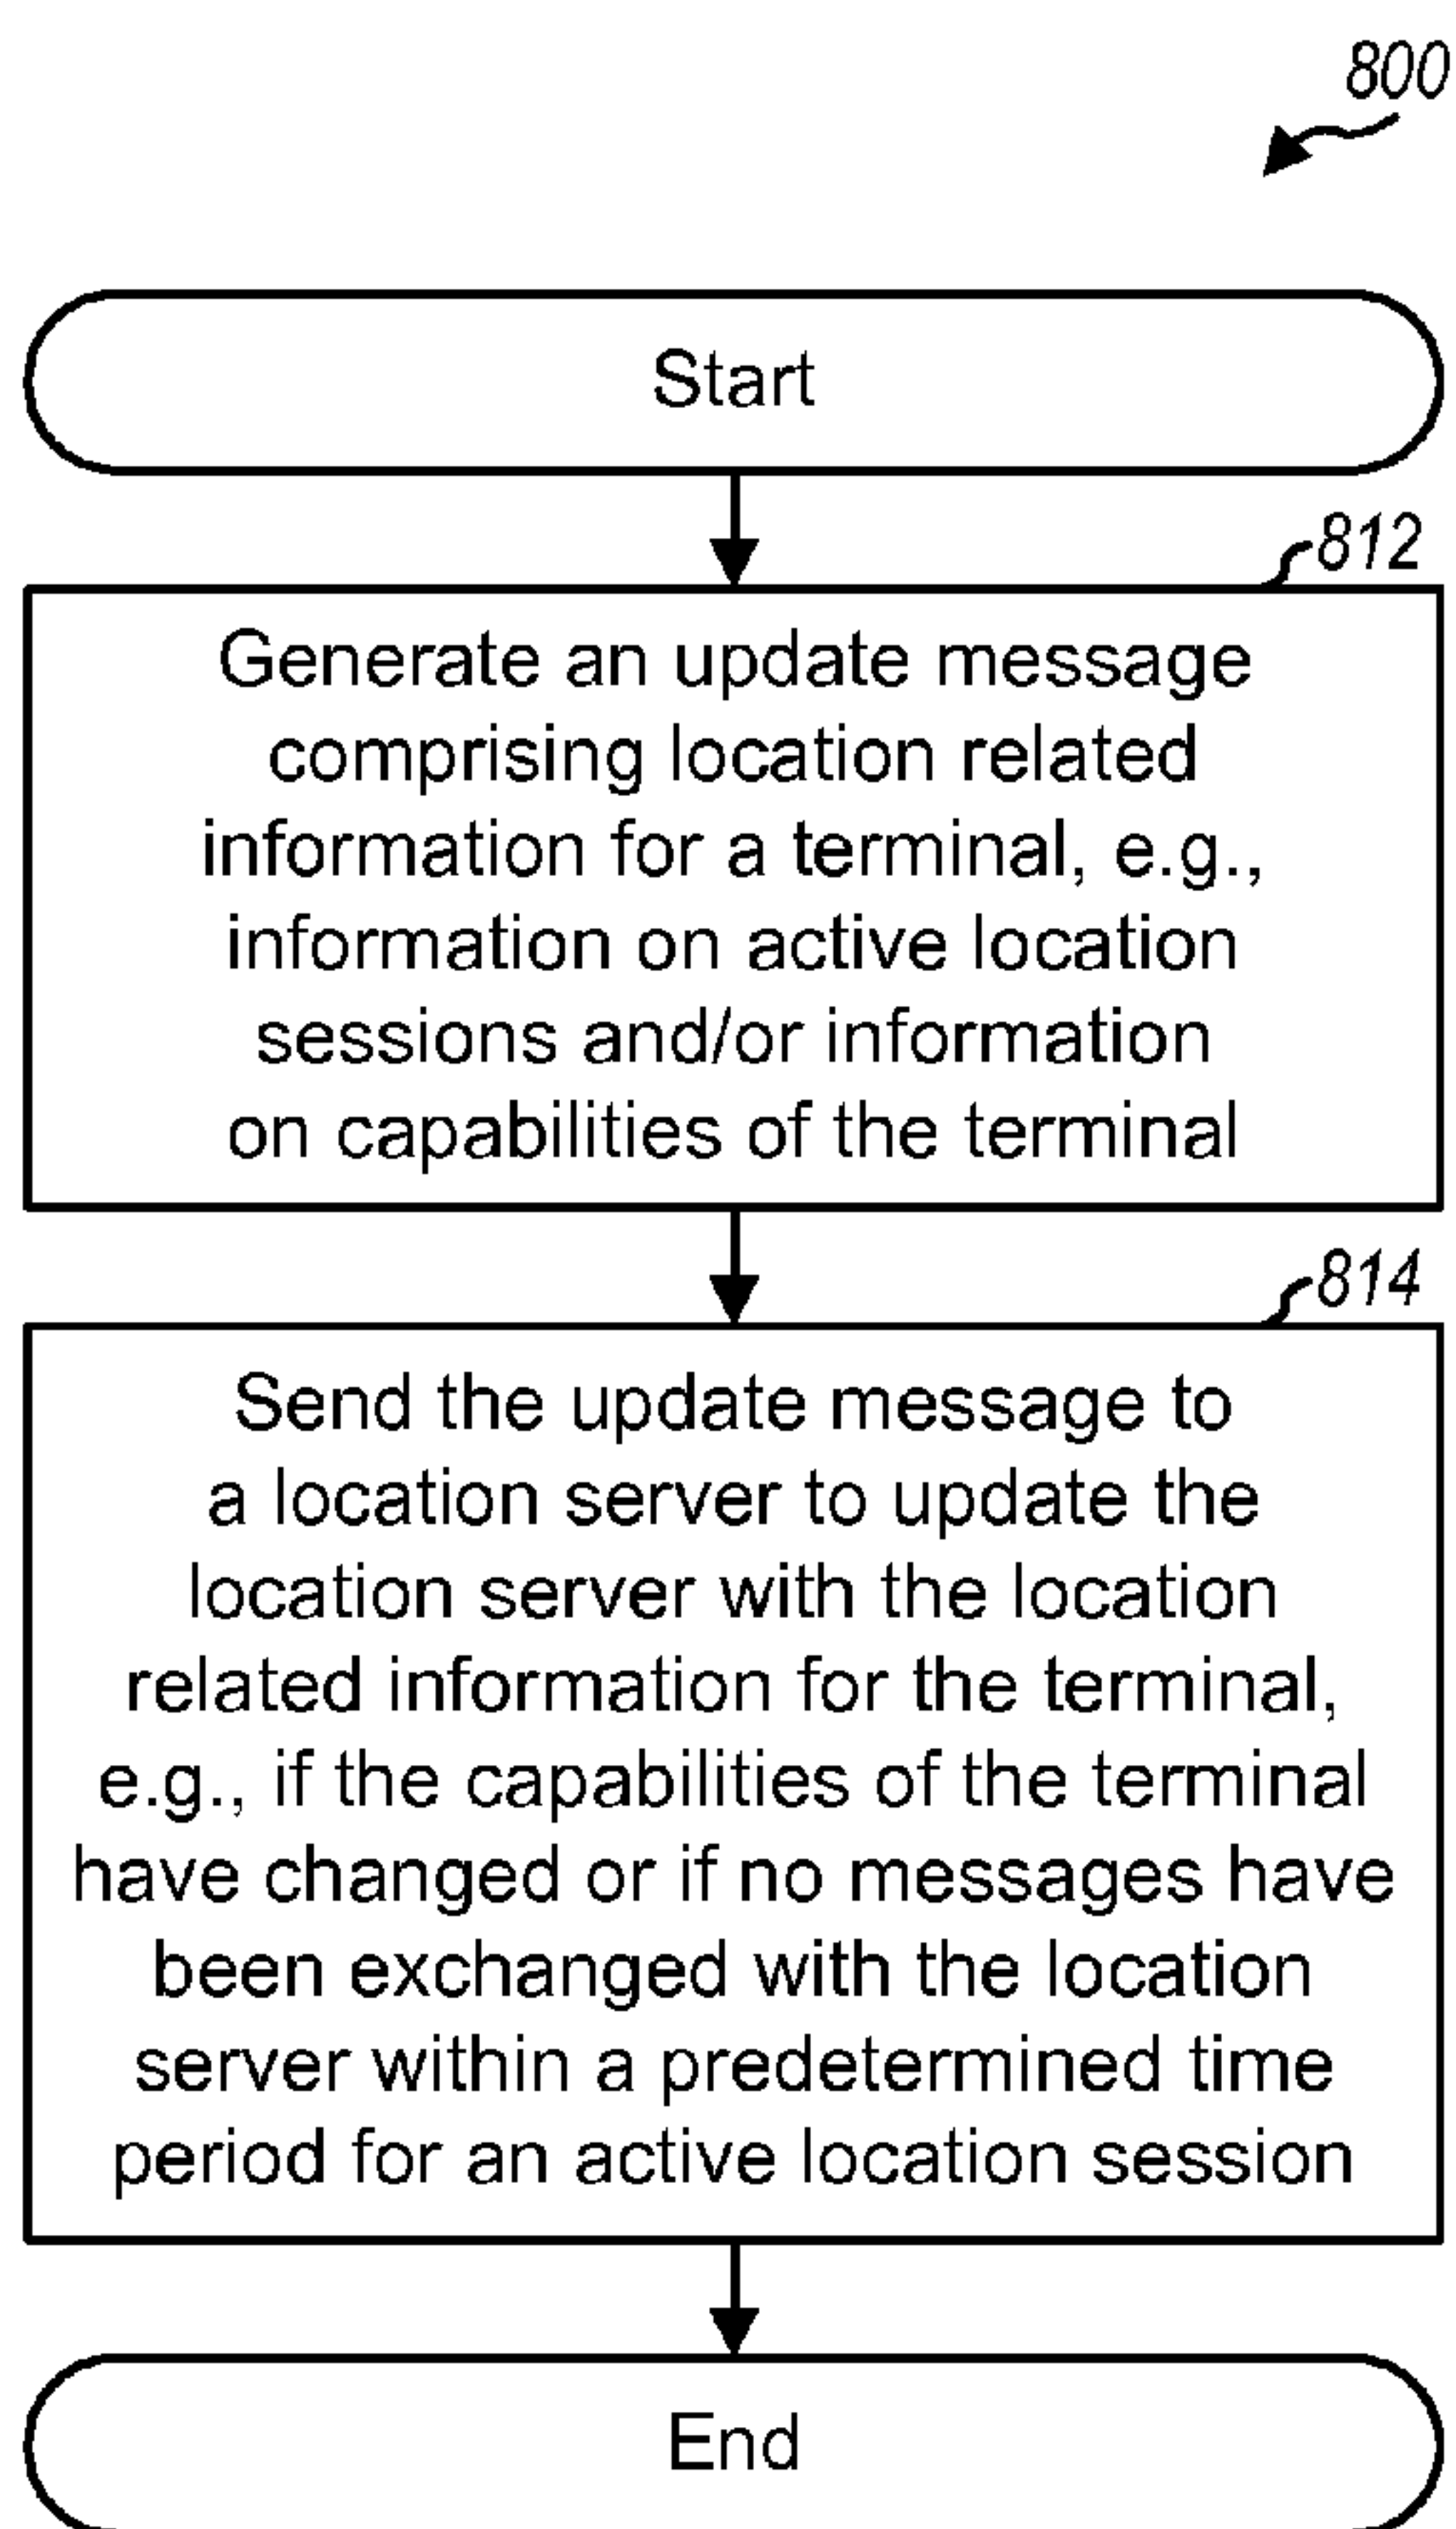 800
Start
812
Generate an update message
comprising location related
information for a terminal, e.g.,
information on active location
sessions and/or information
on capabilities of the terminal
814
Send the update message to
a location server to update the
location server with the location
related information for the terminal,
e.g., if the capabilities of the terminal
have changed or if no messages have
been exchanged with the location
server within a predetermined time
period for an active location session
End